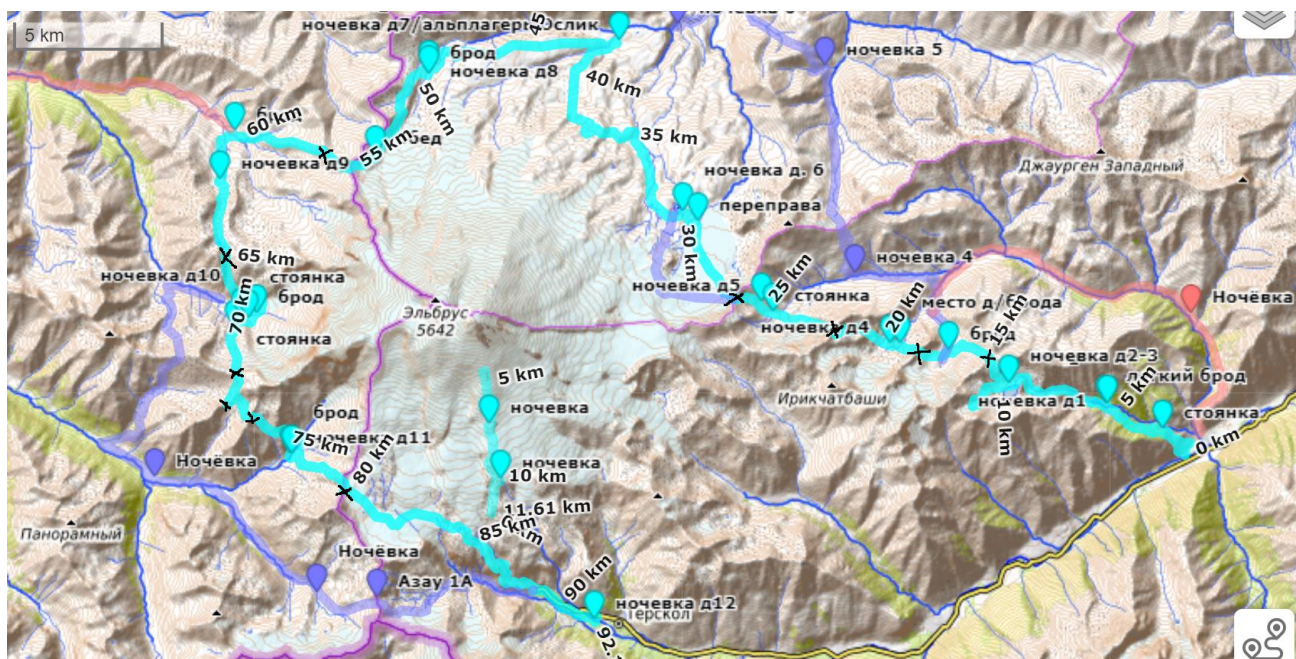 ночевка д7/альплагерь Ослик
45
5 km
брод
ночевка 5
ночевка д8
40 km
50 km
60 km
35 km
55 km
ночевка д9
Джаурген Западный
ночевка д. 6
переправа
30 km
65 km
ночевка 4
ночевка д10
стоянка
ночевка д5
25 km
стоянка
брод
70 km
20 km
место д/брода
Ночёвка
15 km
Эльбрус
5642
ночевка д4
брод
стоянка
ночевка д2-3
5 km
легкий брод
5 km
Ирикчатбаши
ночевка д1
ночевка
10 km
стоянка
брод
0 km
75 km
ночевка д11
80 km
Ночёвка
ночевка
10 km
11.61 km
85 km
Панорамный
Ночёвка
Азау 1А
90 km
ночевка д12
Терскол
92.